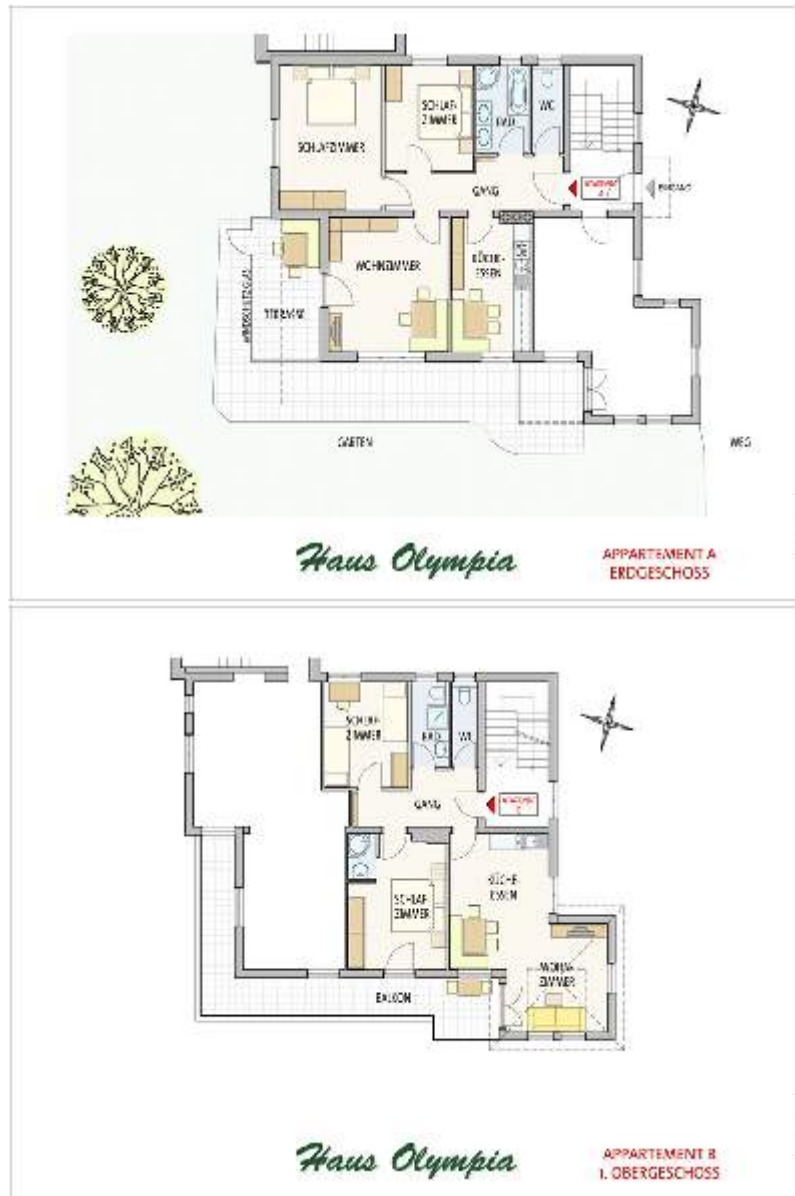 SCHLAFZIMMER
SCHLAF-
ZIMMER
BAD
WC
GANG
EINGANG
WOHNZIMMER
KÜCHE-
ESSEN
TERRASSE
WINDSCHUTZGLAS
GARTEN
WEG
Haus Olympia
APPARTEMENT A
ERDGESCHOSS
SCHLAF-
ZIMMER
BAD
GANG
KÜCHE-
ESSEN
SCHLAF-
ZIMMER
WOHN-
ZIMMER
BALKON
Haus Olympia
APPARTEMENT B
1. OBERGESCHOSS